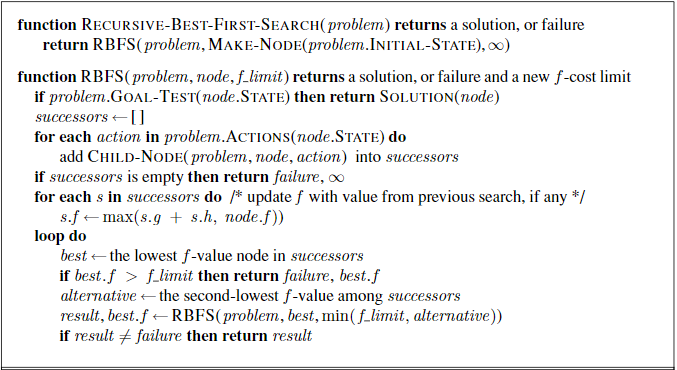 function RECURSIVE-BEST-FIRST-SEARCH(problem) returns a solution, or failure
return RBFS(problem, MAKE-NODE(problem.INITIAL-STATE), ∞)
function RBFS(problem, node, f_limit) returns a solution, or failure and a new f-cost limit
if problem.GOAL-TEST(node.STATE) then return SOLUTION(node)
successors ← [ ]
for each action in problem.ACTIONS(node.STATE) do
add CHILD-NODE(problem, node, action) into successors
if successors is empty then return failure, ∞
for each s in successors do /* update f with value from previous search, if any */
s.f ← max(s.g + s.h, node.f))
loop do
best ← the lowest f-value node in successors
if best.f > f_limit then return failure, best.f
alternative ← the second-lowest f-value among successors
result, best.f ← RBFS(problem, best, min(f_limit, alternative))
if result ≠ failure then return result